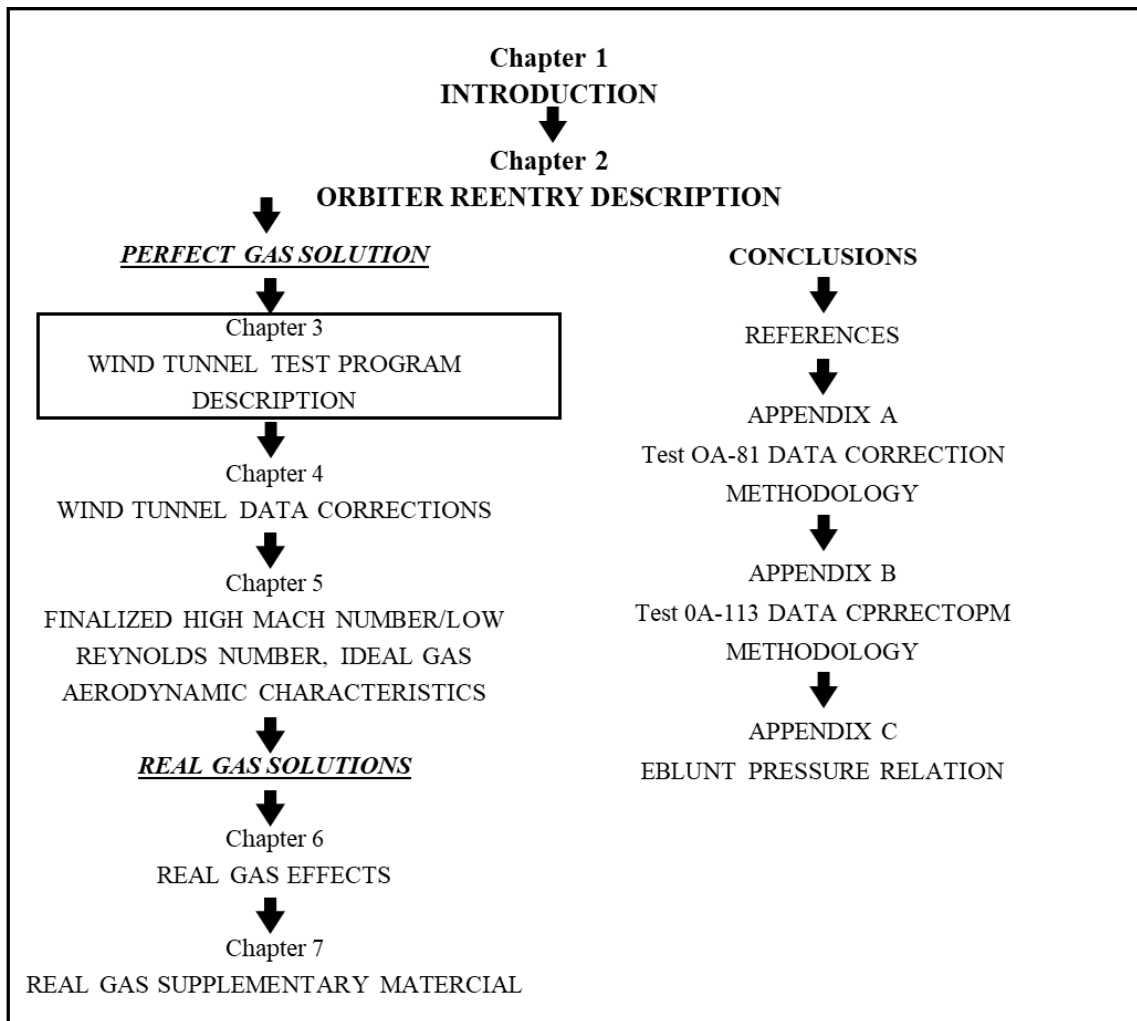 Chapter 1
INTRODUCTION
Chapter 2
ORBITER REENTRY DESCRIPTION
PERFECT GAS SOLUTION
Chapter 3
WIND TUNNEL TEST PROGRAM
DESCRIPTION
Chapter 4
WIND TUNNEL DATA CORRECTIONS
Chapter 5
FINALIZED HIGH MACH NUMBER/LOW
REYNOLDS NUMBER, IDEAL GAS
AERODYNAMIC CHARACTERISTICS
REAL GAS SOLUTIONS
Chapter 6
REAL GAS EFFECTS
Chapter 7
REAL GAS SUPPLEMENTARY MATERCIAL
CONCLUSIONS
REFERENCES
APPENDIX A
Test OA-81 DATA CORRECTION
METHODOLOGY
APPENDIX B
Test 0A-113 DATA CPRRECTOPM
METHODOLOGY
APPENDIX C
EBLUNT PRESSURE RELATION